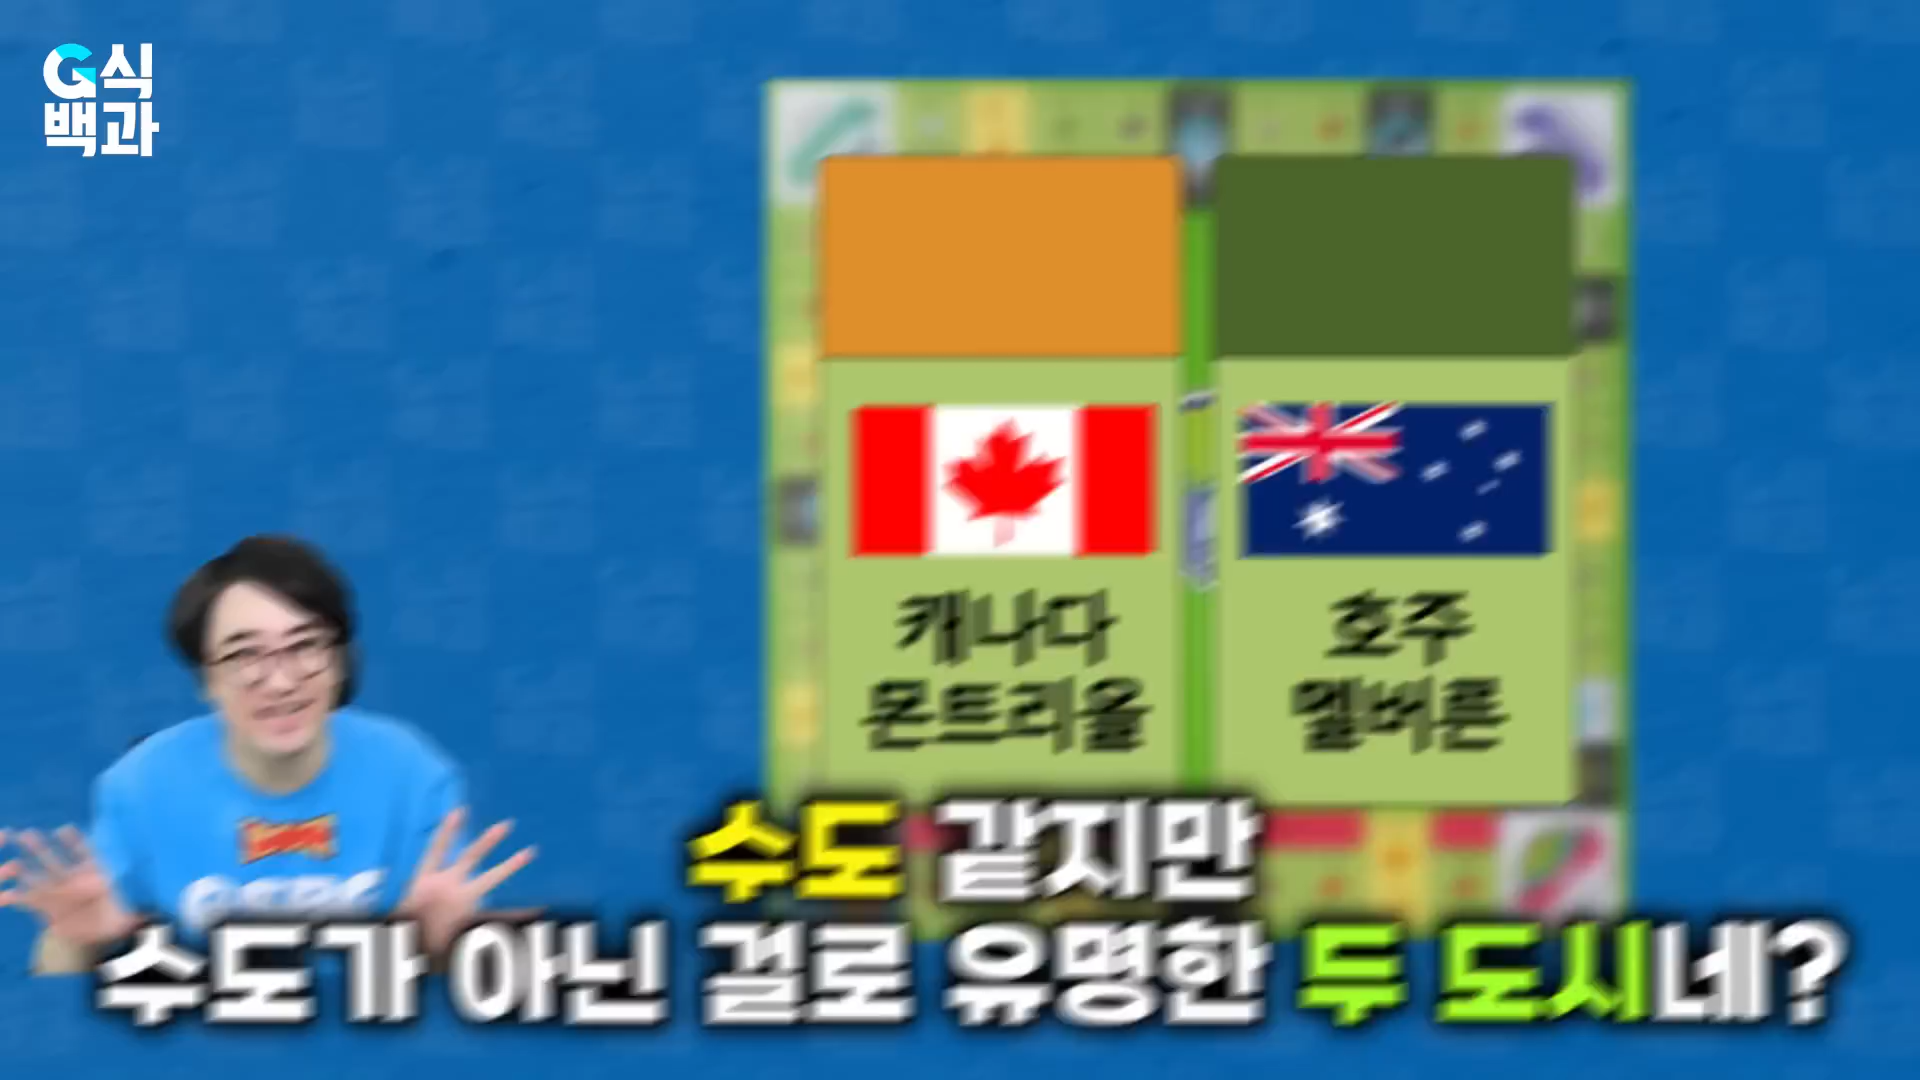 G식
백과
캐나다
몬트리올
호주
멜버른
수도 같지만
수도가 아닌 걸로 유명한 두 도시네?